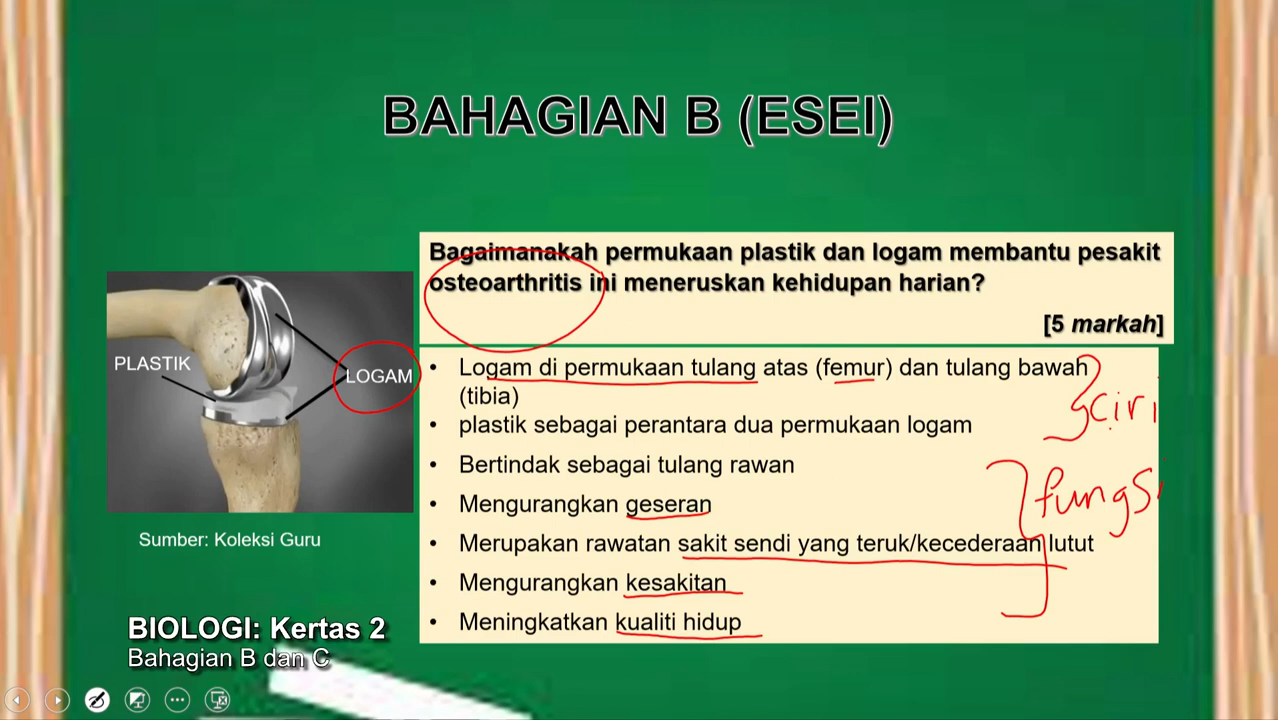 BAHAGIAN B (ESEI)
Bagaimanakah permukaan plastik dan logam membantu pesakit
osteoarthritis ini meneruskan kehidupan harian?
[5 markah]
PLASTIK
LOGAM
Sumber: Koleksi Guru
• Logam di permukaan tulang atas (femur) dan tulang bawah
(tibia)
• plastik sebagai perantara dua permukaan logam
• Bertindak sebagai tulang rawan
• Mengurangkan geseran
• Merupakan rawatan sakit sendi yang teruk/kecederaan lutut
• Mengurangkan kesakitan
• Meningkatkan kualiti hidup
ciri
fungsi
BIOLOGI: Kertas 2
Bahagian B dan C